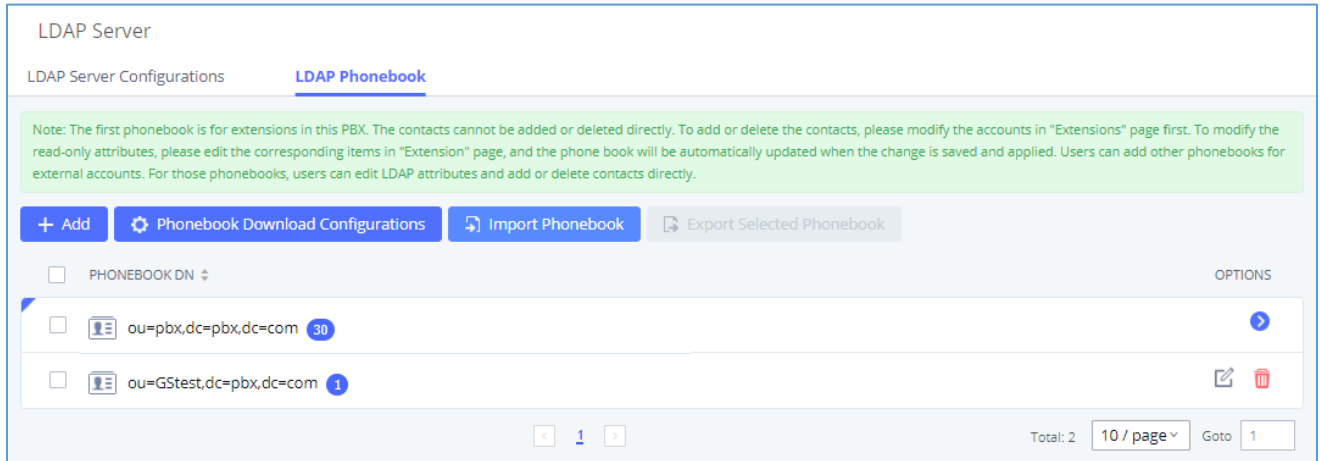 LDAP Server
LDAP Server Configurations LDAP Phonebook
Note: The first phonebook is for extensions in this PBX. The contacts cannot be added or deleted directly. To add or delete the contacts, please modify the accounts in "Extensions" page first. To modify the
read-only attributes, please edit the corresponding items in "Extension" page, and the phone book will be automatically updated when the change is saved and applied. Users can add other phonebooks for
external accounts. For those phonebooks, users can edit LDAP attributes and add or delete contacts directly.
+ Add Phonebook Download Configurations Import Phonebook Export Selected Phonebook
PHONEBOOK DN OPTIONS
ou=pbx,dc=pbx,dc=com 30
ou=GStest,dc=pbx,dc=com 1
< 1 > Total: 2 10 / page Goto 1